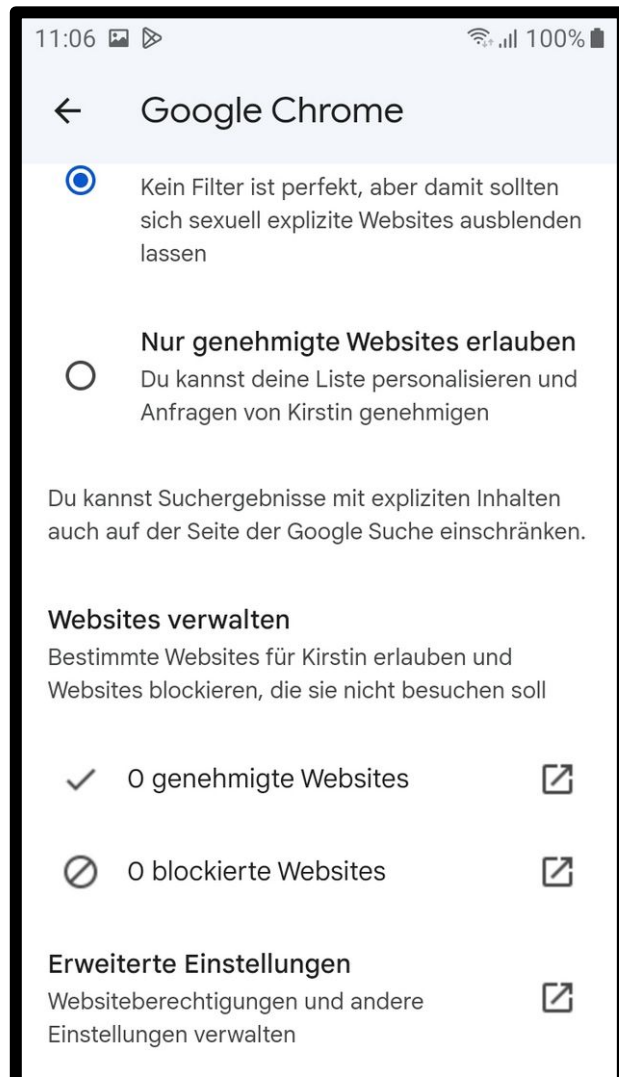 11:06 100%
Google Chrome
Kein Filter ist perfekt, aber damit sollten
sich sexuell explizite Websites ausblenden
lassen
Nur genehmigte Websites erlauben
Du kannst deine Liste personalisieren und
Anfragen von Kirstin genehmigen
Du kannst Suchergebnisse mit expliziten Inhalten
auch auf der Seite der Google Suche einschränken.
Websites verwalten
Bestimmte Websites für Kirstin erlauben und
Websites blockieren, die sie nicht besuchen soll
0 genehmigte Websites
0 blockierte Websites
Erweiterte Einstellungen
Websiteberechtigungen und andere
Einstellungen verwalten